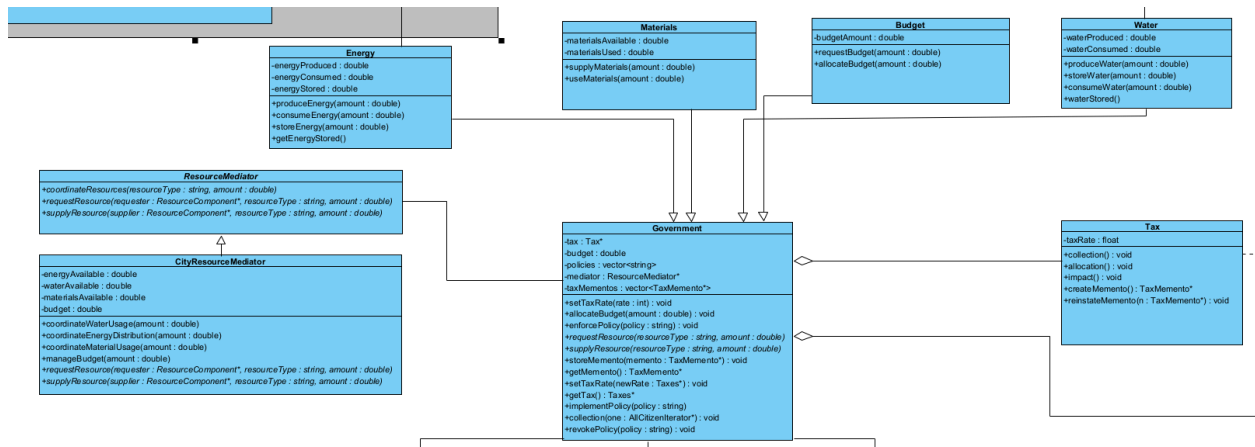 Materials
-materialsAvailable : double
-materialsUsed : double
+supplyMaterials(amount : double)
+useMaterials(amount : double)
Budget
-budgetAmount : double
+requestBudget(amount : double)
+allocateBudget(amount : double)
Water
-waterProduced : double
-waterConsumed : double
+produceWater(amount : double)
+storeWater(amount : double)
+consumeWater(amount : double)
+waterStored()
Energy
-energyProduced : double
-energyConsumed : double
-energyStored : double
+produceEnergy(amount : double)
+consumeEnergy(amount : double)
+storeEnergy(amount : double)
+getEnergyStored()
ResourceMediator
+coordinateResources(resourceType : string, amount : double)
+requestResource(requester : ResourceComponent*, resourceType : string, amount : double)
+supplyResource(supplier : ResourceComponent*, resourceType : string, amount : double)
CityResourceMediator
-energyAvailable : double
-waterAvailable : double
-materialsAvailable : double
-budget : double
+coordinateWaterUsage(amount : double)
+coordinateEnergyDistribution(amount : double)
+coordinateMaterialUsage(amount : double)
+manageBudget(amount : double)
+requestResource(requester : ResourceComponent*, resourceType : string, amount : double)
+supplyResource(supplier : ResourceComponent*, resourceType : string, amount : double)
Government
-tax : Tax*
-budget : double
-policies : vector<string>
-mediator : ResourceMediator*
-taxMementos : vector<TaxMemento*>
+setTaxRate(rate : int) : void
+allocateBudget(amount : double) : void
+enforcePolicy(policy : string) : void
+requestResource(resourceType : string, amount : double)
+supplyResource(resourceType : string, amount : double)
+storeMemento(memento : TaxMemento*) : void
+getMemento() : TaxMemento*
+setTaxRate(newRate : Taxes*) : void
+getTax() : Taxes*
+implementPolicy(policy : string)
+collection(one : AllCitizenIterator*) : void
+revokePolicy(policy : string) : void
Tax
-taxRate : float
+collection() : void
+allocation() : void
+impact() : void
+createMemento() : TaxMemento*
+reinstateMemento(n : TaxMemento*) : void